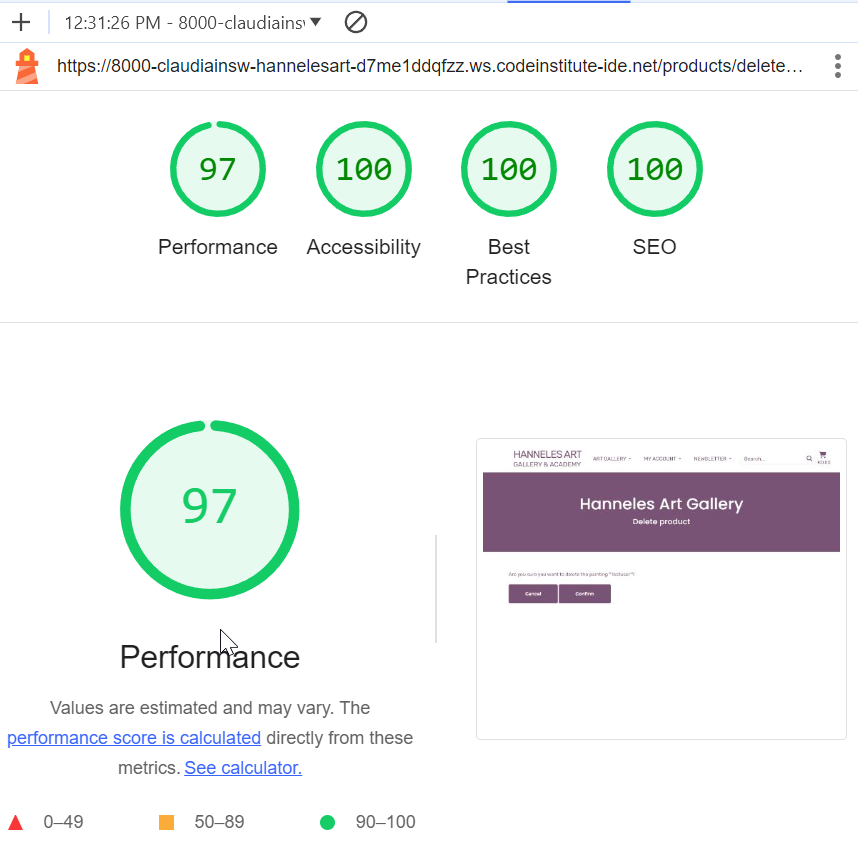 12:31:26 PM - 8000-claudiainsv
https://8000-claudiainsw-hannelesart-d7me1ddqfzz.ws.codeinstitute-ide.net/products/delete…
97
100
100
100
Performance
Accessibility
Best
Practices
SEO
97
Performance
Values are estimated and may vary. The
performance score is calculated directly from these
metrics. See calculator.
0–49
50–89
90–100
HANNELES ART
GALLERY & ACADEMY
ART GALLERY
MY ACCOUNT
NEWSLETTER
Search...
Hanneles Art Gallery
Delete product
Are you sure you want to delete the painting
Cancel
Confirm